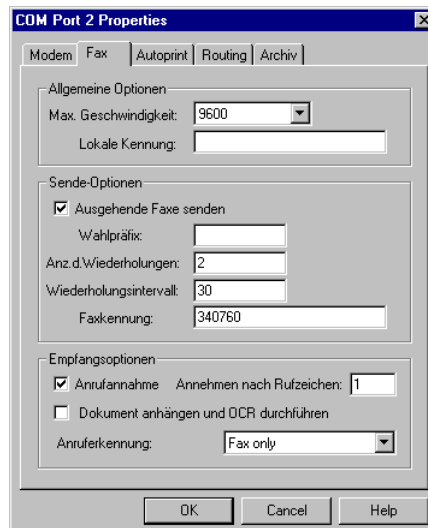 COM Port 2 Properties
Modem Fax Autoprint Routing Archiv
Allgemeine Optionen
Max. Geschwindigkeit: 9600
Lokale Kennung:
Sende-Optionen
Ausgehende Faxe senden
Wahlpräfix:
Anz.d.Wiederholungen: 2
Wiederholungsintervall: 30
Faxkennung: 340760
Empfangsoptionen
Anrufannahme Annehmen nach Rufzeichen: 1
Dokument anhängen und OCR durchführen
Anruferkennung: Fax only
OK Cancel Help